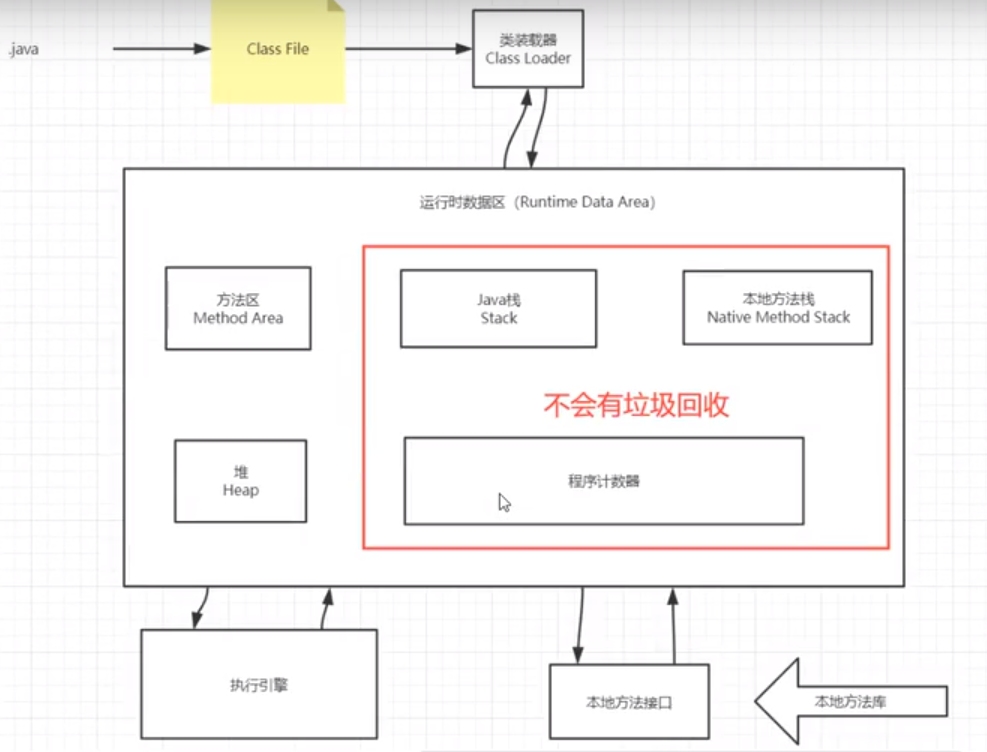 .java
Class File
类装载器
Class Loader
运行时数据区（Runtime Data Area）
方法区
Method Area
Java栈
Stack
本地方法栈
Native Method Stack
不会有垃圾回收
堆
Heap
程序计数器
执行引擎
本地方法接口
本地方法库